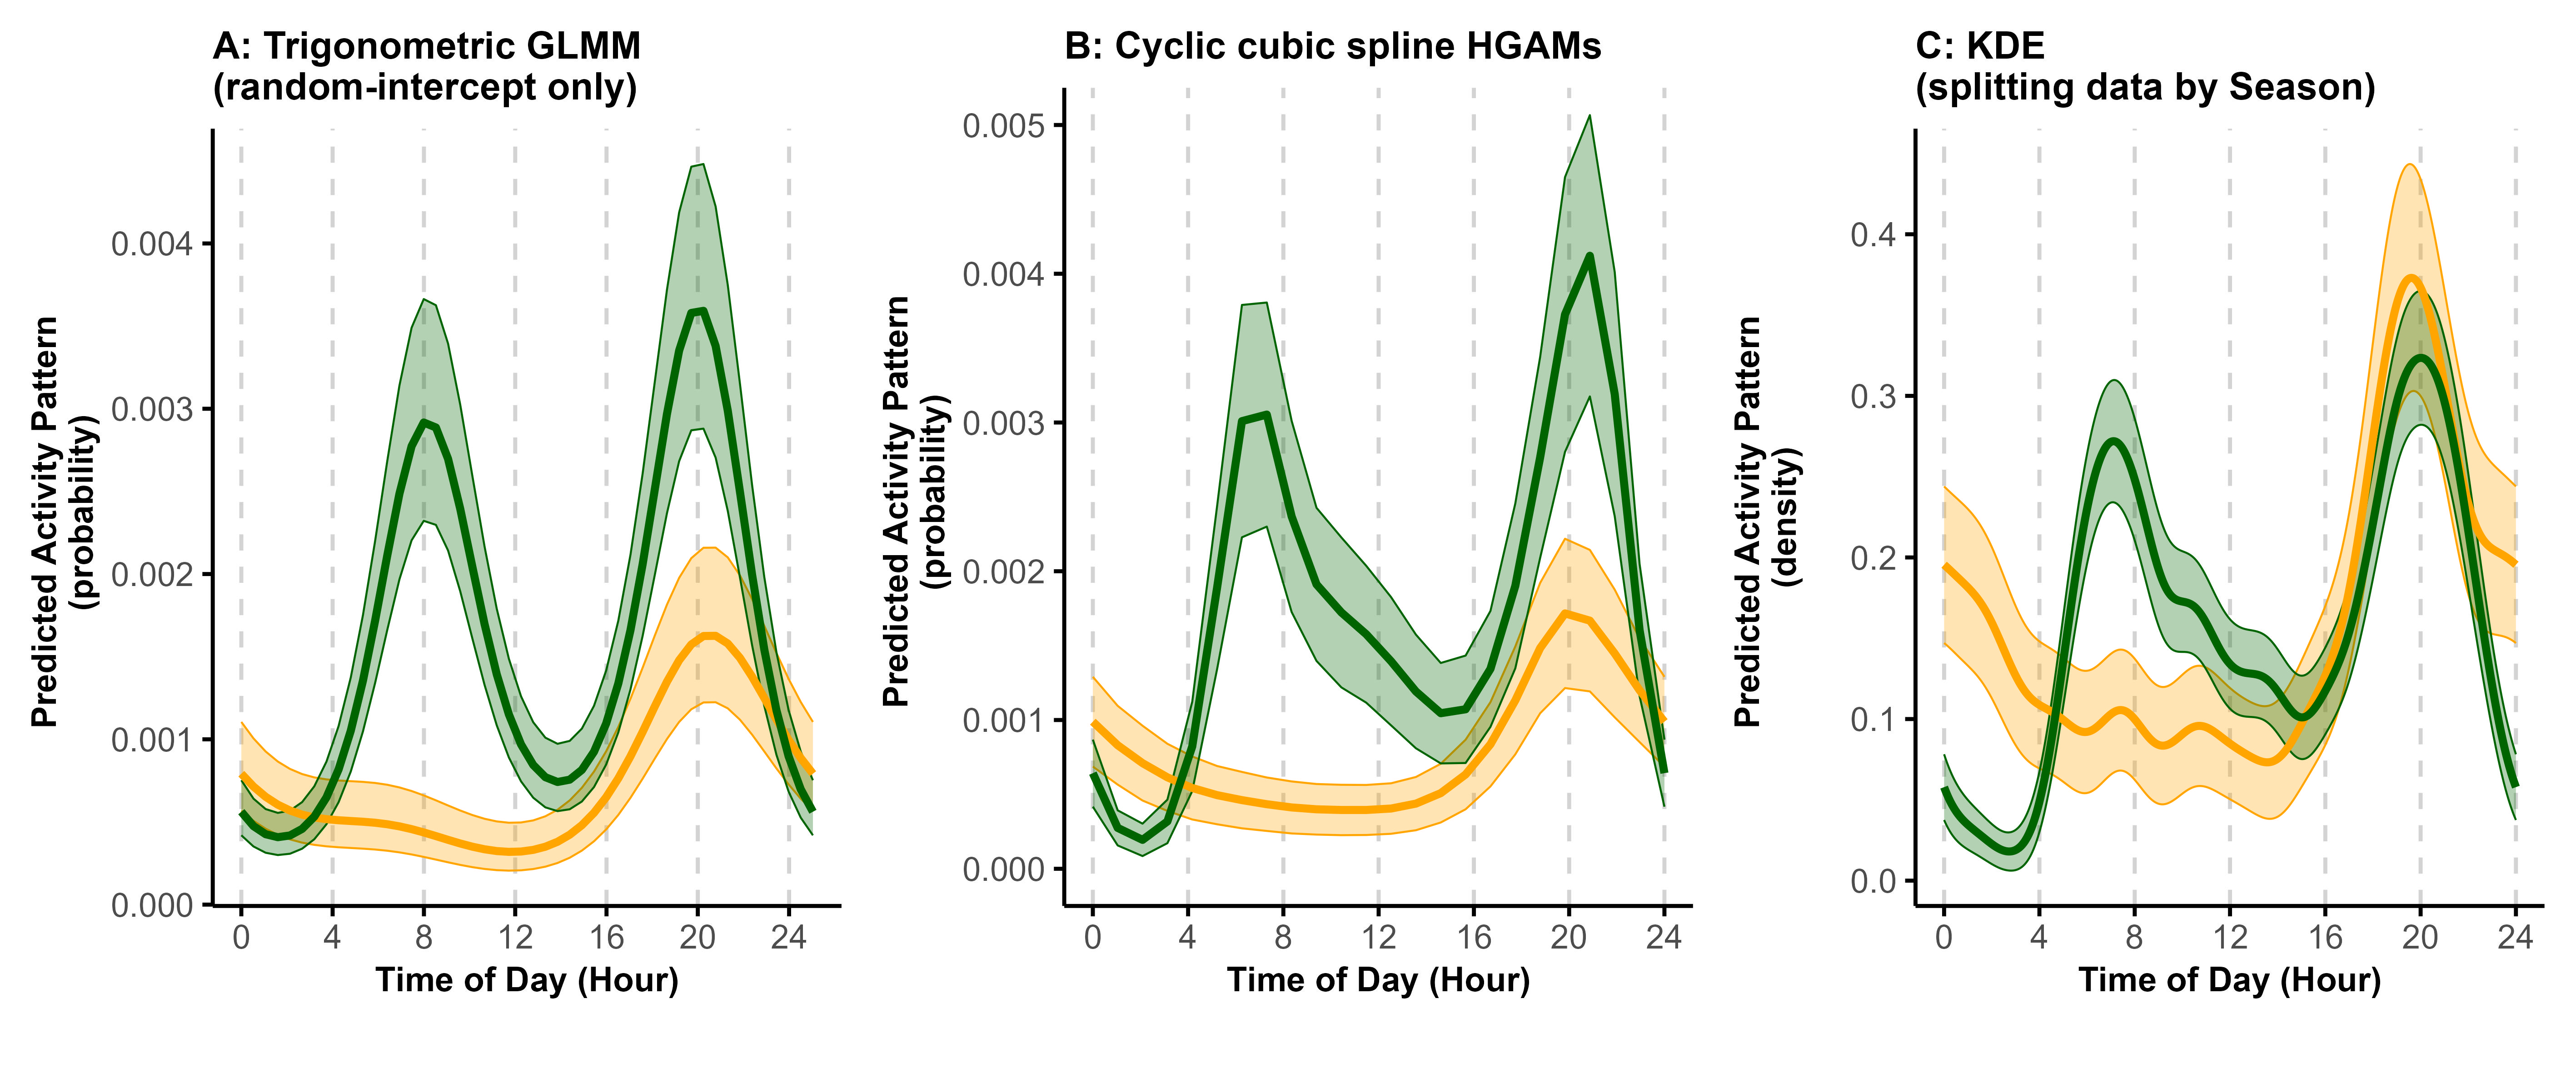 A: Trigonometric GLMM
(random-intercept only)
Predicted Activity Pattern
(probability)
0.004
0.003
0.002
0.001
0.000
0 4 8 12 16 20 24
Time of Day (Hour)
B: Cyclic cubic spline HGAMs
Predicted Activity Pattern
(probability)
0.005
0.004
0.003
0.002
0.001
0.000
0 4 8 12 16 20 24
Time of Day (Hour)
C: KDE
(splitting data by Season)
Predicted Activity Pattern
(density)
0.4
0.3
0.2
0.1
0.0
0 4 8 12 16 20 24
Time of Day (Hour)